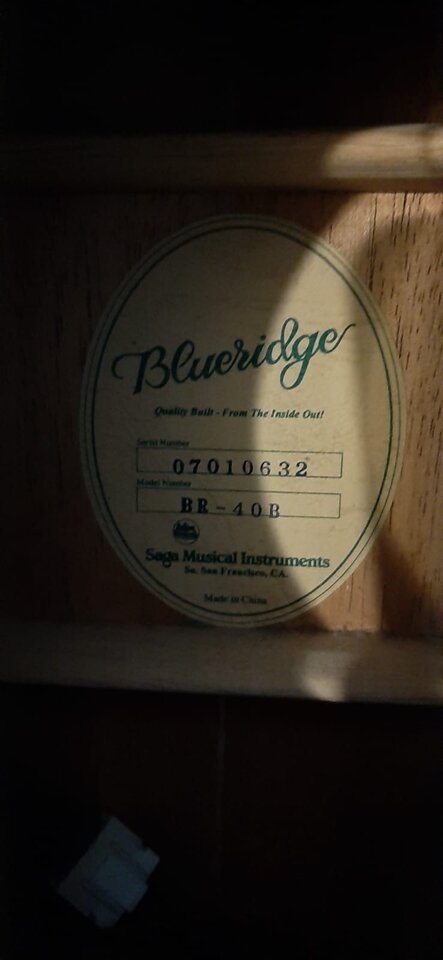 Blueridge
Quality Built - From The Inside Out!
Serial Number
07010632
Model Number
BR-40B
Saga Musical Instruments
So. San Francisco, CA.
Made in China